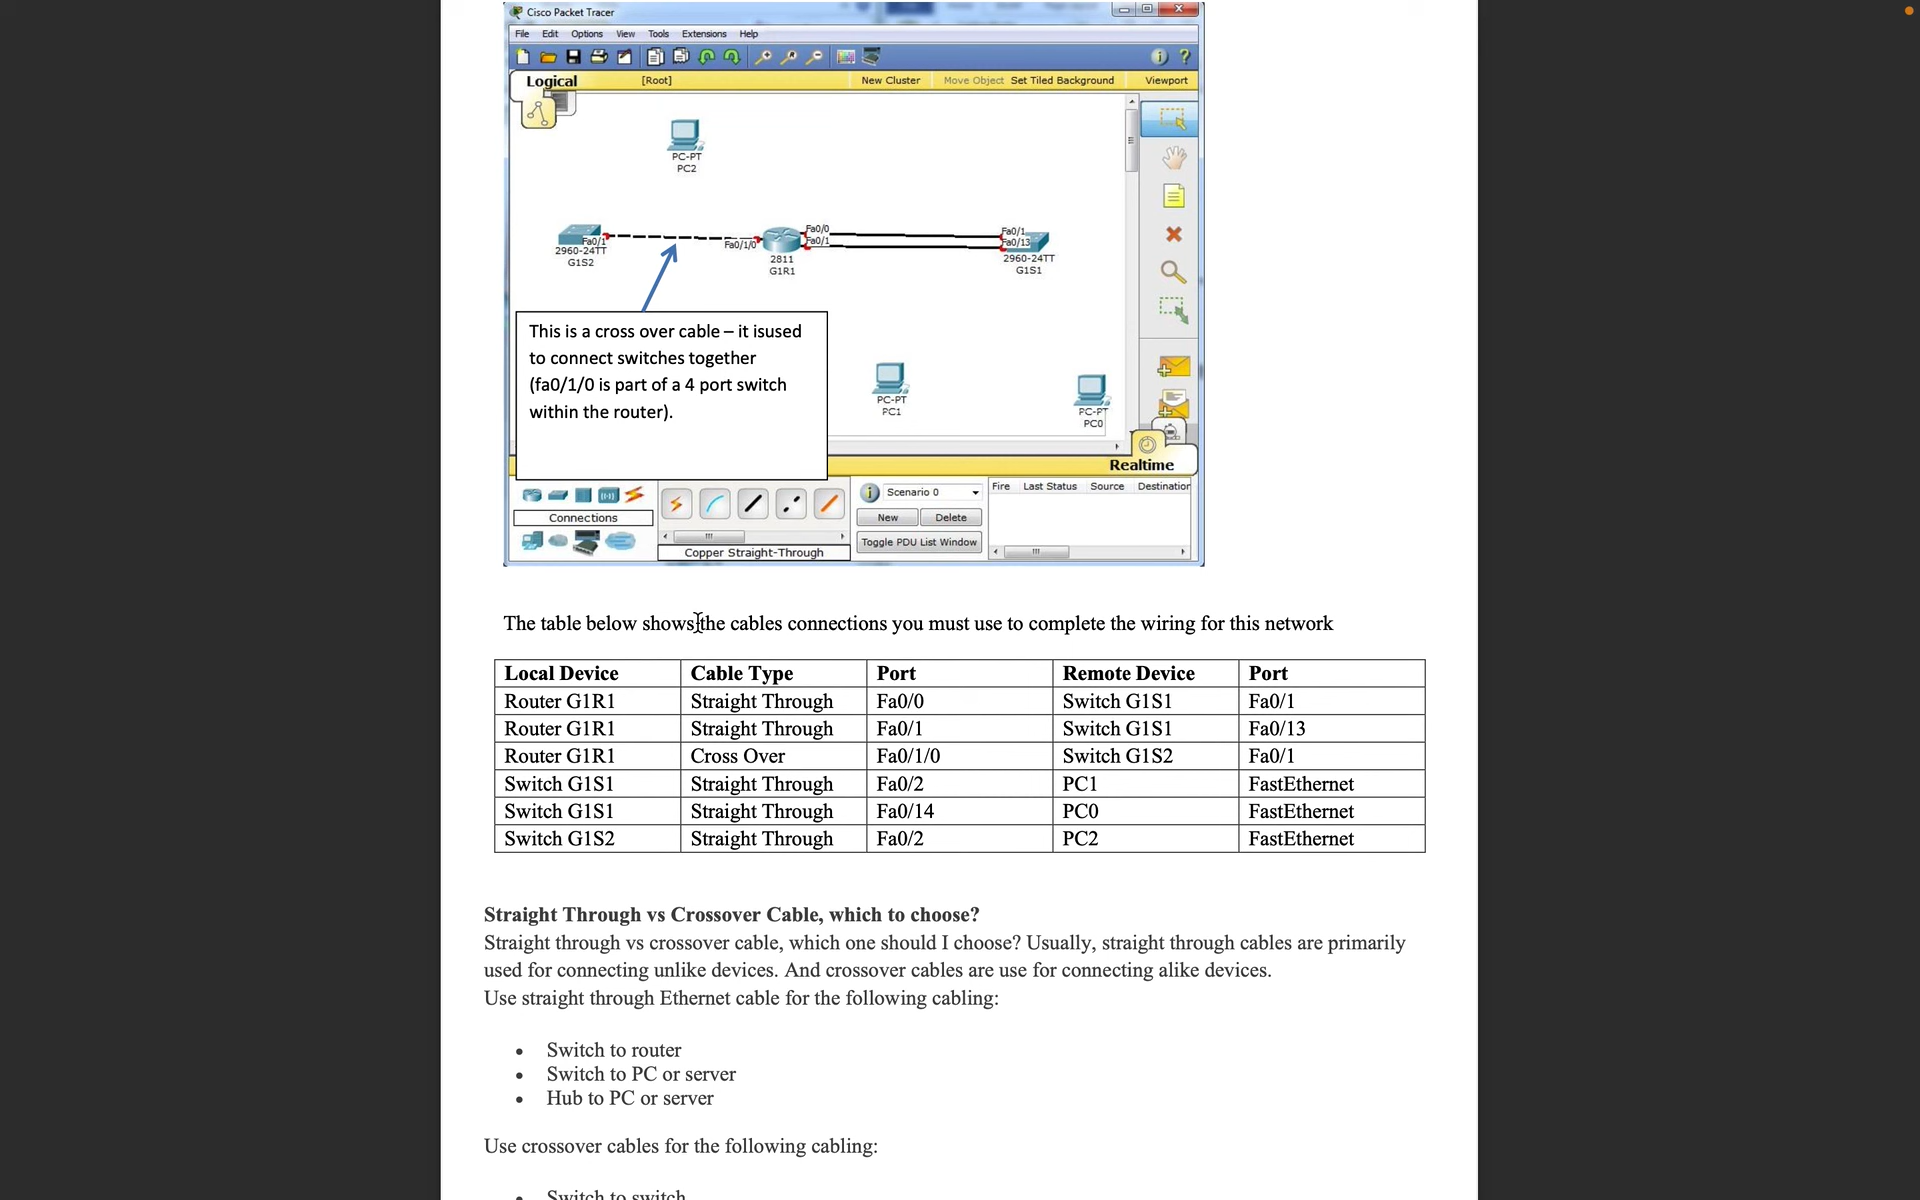 Cisco Packet Tracer
File Edit Options View Tools Extensions Help
Logical [Root] New Cluster Move Object Set Tiled Background Viewport
PC-PT
PC2
Fa0/1
2960-24TT
G1S2
Fa0/1/0
Fa0/0
Fa0/1
2811
G1R1
Fa0/1
Fa0/13
2960-24TT
G1S1
This is a cross over cable – it isused
to connect switches together
(fa0/1/0 is part of a 4 port switch
within the router).
PC-PT
PC1
PC-PT
PC0
Realtime
Connections
Copper Straight-Through
Scenario 0
New Delete
Toggle PDU List Window
Fire Last Status Source Destination
The table below shows the cables connections you must use to complete the wiring for this network
Local Device Cable Type Port Remote Device Port
Router G1R1 Straight Through Fa0/0 Switch G1S1 Fa0/1
Router G1R1 Straight Through Fa0/1 Switch G1S1 Fa0/13
Router G1R1 Cross Over Fa0/1/0 Switch G1S2 Fa0/1
Switch G1S1 Straight Through Fa0/2 PC1 FastEthernet
Switch G1S1 Straight Through Fa0/14 PC0 FastEthernet
Switch G1S2 Straight Through Fa0/2 PC2 FastEthernet
Straight Through vs Crossover Cable, which to choose?
Straight through vs crossover cable, which one should I choose? Usually, straight through cables are primarily
used for connecting unlike devices. And crossover cables are use for connecting alike devices.
Use straight through Ethernet cable for the following cabling:
• Switch to router
• Switch to PC or server
• Hub to PC or server
Use crossover cables for the following cabling:
• Switch to switch